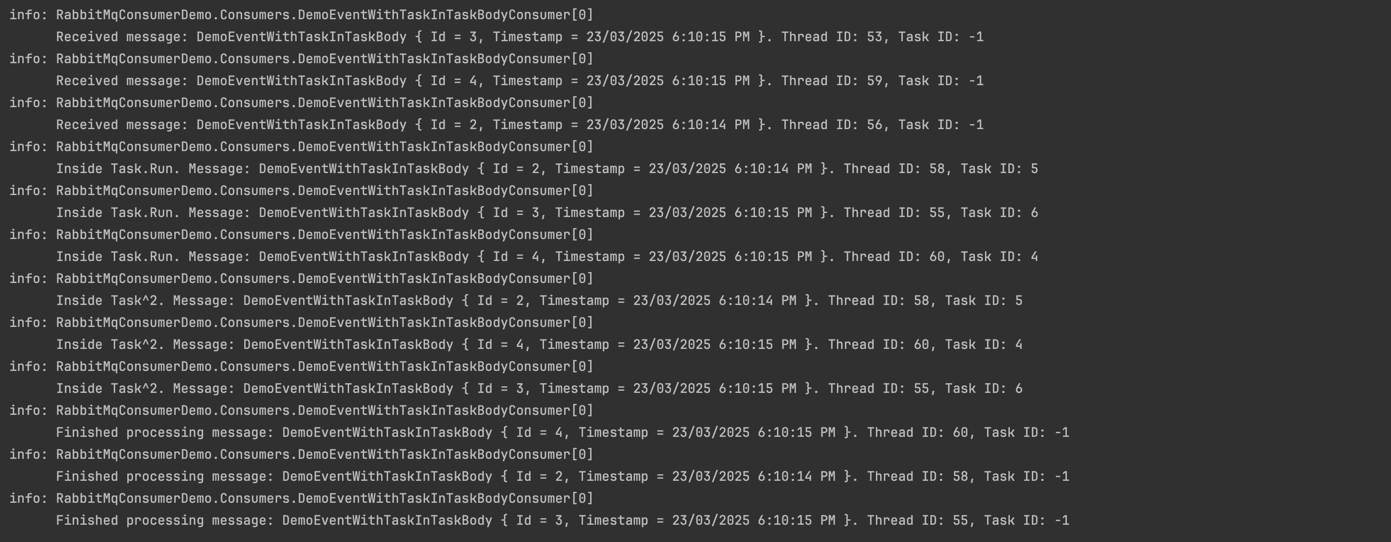 info: RabbitMqConsumerDemo.Consumers.DemoEventWithTaskInTaskBodyConsumer[0]
Received message: DemoEventWithTaskInTaskBody { Id = 3, Timestamp = 23/03/2025 6:10:15 PM }. Thread ID: 53, Task ID: -1
info: RabbitMqConsumerDemo.Consumers.DemoEventWithTaskInTaskBodyConsumer[0]
Received message: DemoEventWithTaskInTaskBody { Id = 4, Timestamp = 23/03/2025 6:10:15 PM }. Thread ID: 59, Task ID: -1
info: RabbitMqConsumerDemo.Consumers.DemoEventWithTaskInTaskBodyConsumer[0]
Received message: DemoEventWithTaskInTaskBody { Id = 2, Timestamp = 23/03/2025 6:10:14 PM }. Thread ID: 56, Task ID: -1
info: RabbitMqConsumerDemo.Consumers.DemoEventWithTaskInTaskBodyConsumer[0]
Inside Task.Run. Message: DemoEventWithTaskInTaskBody { Id = 2, Timestamp = 23/03/2025 6:10:14 PM }. Thread ID: 58, Task ID: 5
info: RabbitMqConsumerDemo.Consumers.DemoEventWithTaskInTaskBodyConsumer[0]
Inside Task.Run. Message: DemoEventWithTaskInTaskBody { Id = 3, Timestamp = 23/03/2025 6:10:15 PM }. Thread ID: 55, Task ID: 6
info: RabbitMqConsumerDemo.Consumers.DemoEventWithTaskInTaskBodyConsumer[0]
Inside Task.Run. Message: DemoEventWithTaskInTaskBody { Id = 4, Timestamp = 23/03/2025 6:10:15 PM }. Thread ID: 60, Task ID: 4
info: RabbitMqConsumerDemo.Consumers.DemoEventWithTaskInTaskBodyConsumer[0]
Inside Task^2. Message: DemoEventWithTaskInTaskBody { Id = 2, Timestamp = 23/03/2025 6:10:14 PM }. Thread ID: 58, Task ID: 5
info: RabbitMqConsumerDemo.Consumers.DemoEventWithTaskInTaskBodyConsumer[0]
Inside Task^2. Message: DemoEventWithTaskInTaskBody { Id = 4, Timestamp = 23/03/2025 6:10:15 PM }. Thread ID: 60, Task ID: 4
info: RabbitMqConsumerDemo.Consumers.DemoEventWithTaskInTaskBodyConsumer[0]
Inside Task^2. Message: DemoEventWithTaskInTaskBody { Id = 3, Timestamp = 23/03/2025 6:10:15 PM }. Thread ID: 55, Task ID: 6
info: RabbitMqConsumerDemo.Consumers.DemoEventWithTaskInTaskBodyConsumer[0]
Finished processing message: DemoEventWithTaskInTaskBody { Id = 4, Timestamp = 23/03/2025 6:10:15 PM }. Thread ID: 60, Task ID: -1
info: RabbitMqConsumerDemo.Consumers.DemoEventWithTaskInTaskBodyConsumer[0]
Finished processing message: DemoEventWithTaskInTaskBody { Id = 2, Timestamp = 23/03/2025 6:10:14 PM }. Thread ID: 58, Task ID: -1
info: RabbitMqConsumerDemo.Consumers.DemoEventWithTaskInTaskBodyConsumer[0]
Finished processing message: DemoEventWithTaskInTaskBody { Id = 3, Timestamp = 23/03/2025 6:10:15 PM }. Thread ID: 55, Task ID: -1